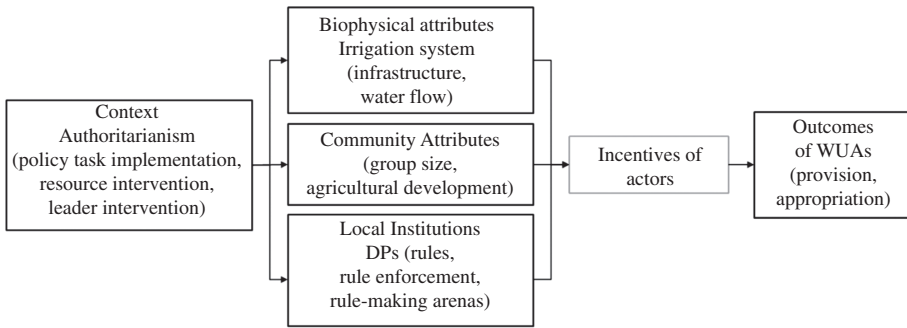 Context
Authoritarianism
(policy task implementation,
resource intervention,
leader intervention)
Biophysical attributes
Irrigation system
(infrastructure,
water flow)
Community Attributes
(group size,
agricultural development)
Local Institutions
DPs (rules,
rule enforcement,
rule-making arenas)
Incentives of
actors
Outcomes
of WUAs
(provision,
appropriation)